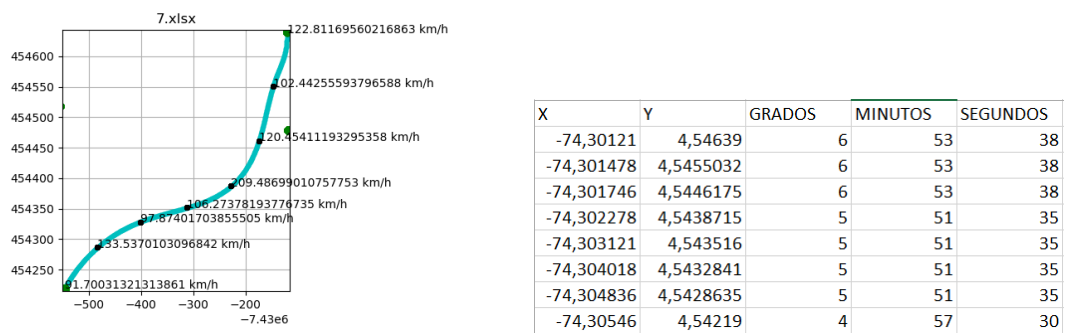 7.xlsx
122.81169560216863 km/h
454600
102.44255593796588 km/h
454550
454500
120.45411193295358 km/h
454450
454400
209.48699010757753 km/h
454350
106.27378193776735 km/h
97.87401703855505 km/h
454300
133.5370103096842 km/h
454250
91.70031321313861 km/h
−500 −400 −300 −200
−7.43e6
X Y GRADOS MINUTOS SEGUNDOS
-74,30121 4,54639 6 53 38
-74,301478 4,5455032 6 53 38
-74,301746 4,5446175 6 53 38
-74,302278 4,5438715 5 51 35
-74,303121 4,543516 5 51 35
-74,304018 4,5432841 5 51 35
-74,304836 4,5428635 5 51 35
-74,30546 4,54219 4 57 30